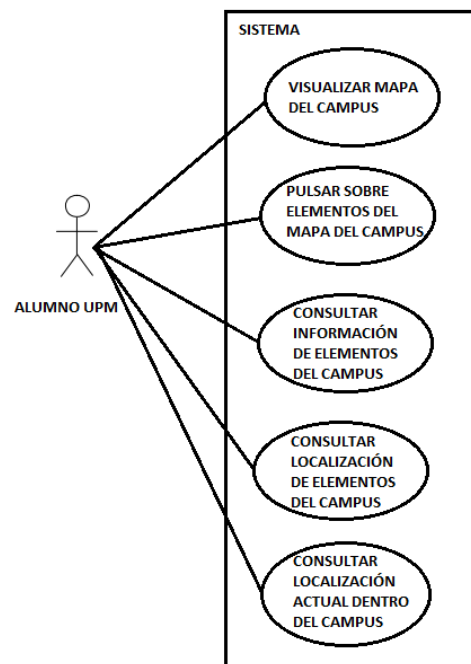 SISTEMA
VISUALIZAR MAPA
DEL CAMPUS
PULSAR SOBRE
ELEMENTOS DEL
MAPA DEL CAMPUS
ALUMNO UPM
CONSULTAR
INFORMACIÓN
DE ELEMENTOS
DEL CAMPUS
CONSULTAR
LOCALIZACIÓN
DE ELEMENTOS
DEL CAMPUS
CONSULTAR
LOCALIZACIÓN
ACTUAL DENTRO
DEL CAMPUS